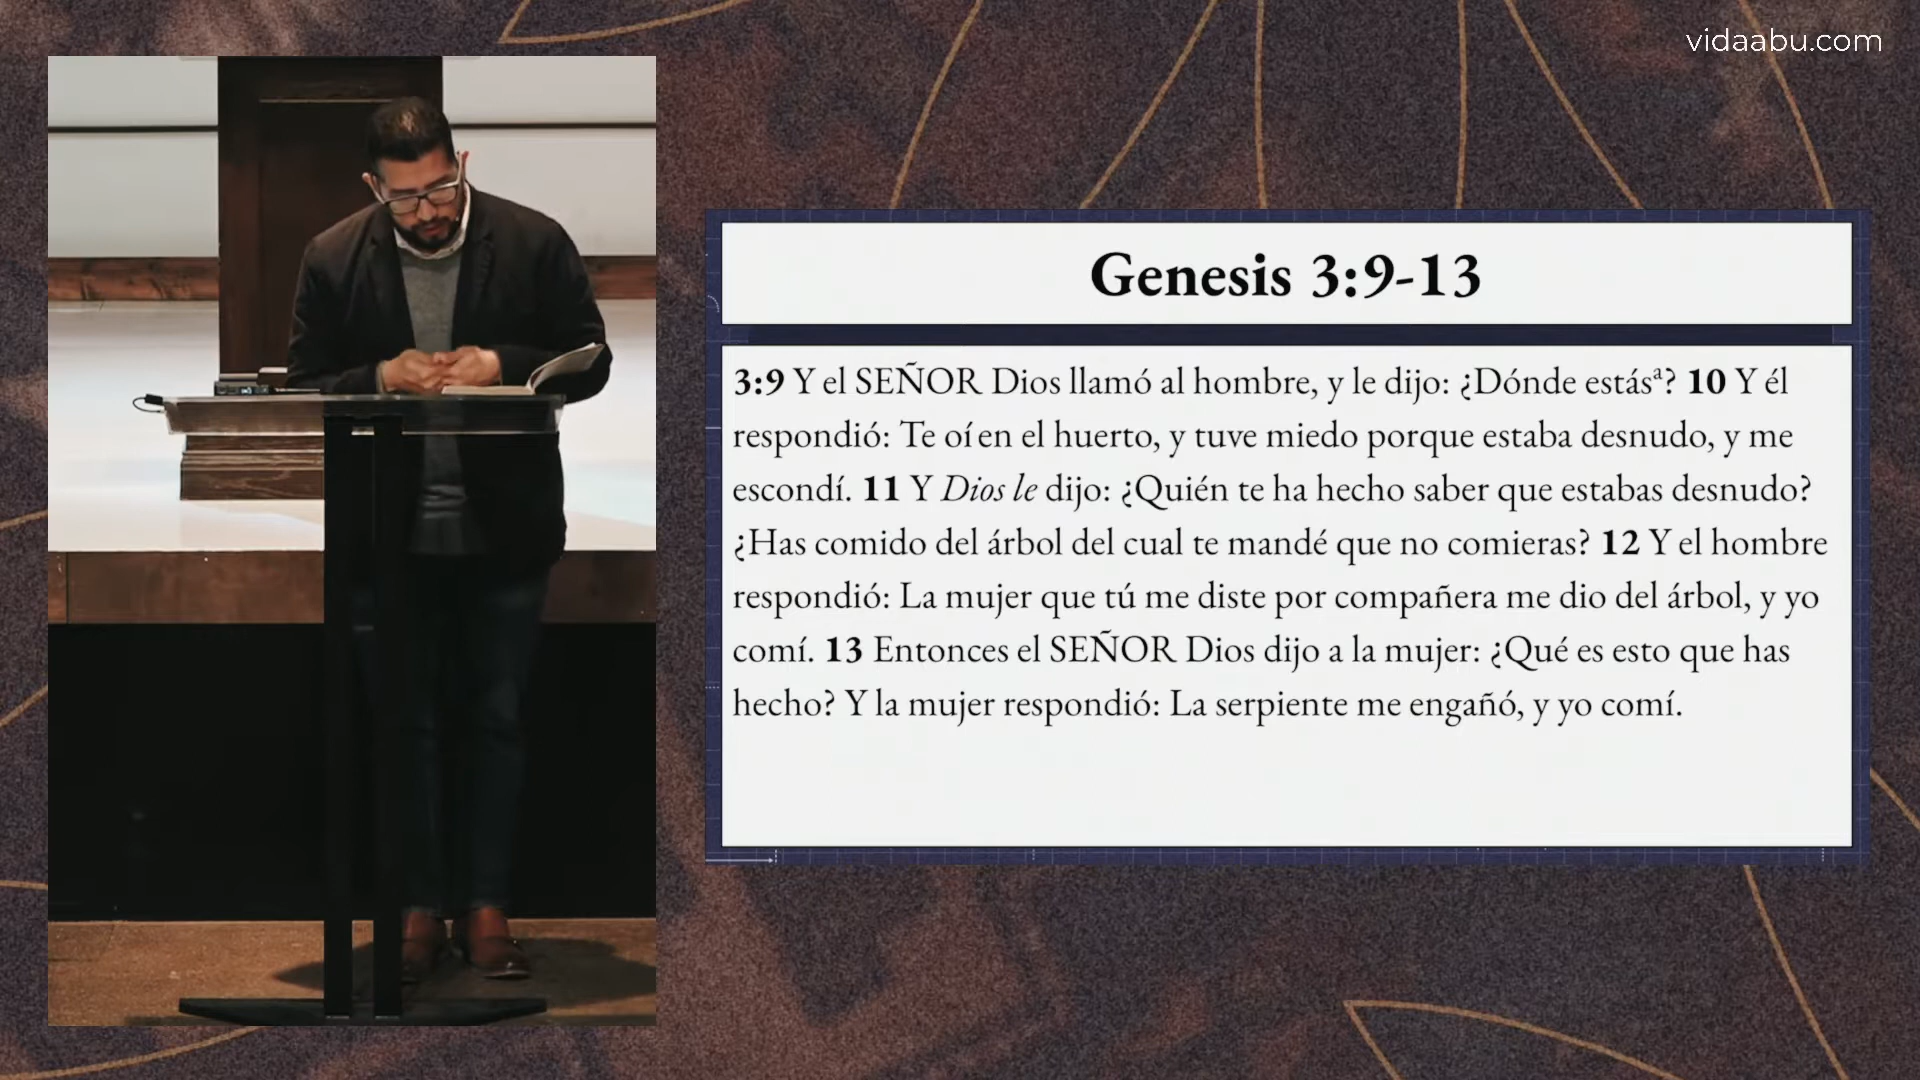 vidaabu.com
Genesis 3:9-13
3:9 Y el SEÑOR Dios llamó al hombre, y le dijo: ¿Dónde estásª? 10 Y él
respondió: Te oí en el huerto, y tuve miedo porque estaba desnudo, y me
escondí. 11 Y Dios le dijo: ¿Quién te ha hecho saber que estabas desnudo?
¿Has comido del árbol del cual te mandé que no comieras? 12 Y el hombre
respondió: La mujer que tú me diste por compañera me dio del árbol, y yo
comí. 13 Entonces el SEÑOR Dios dijo a la mujer: ¿Qué es esto que has
hecho? Y la mujer respondió: La serpiente me engañó, y yo comí.